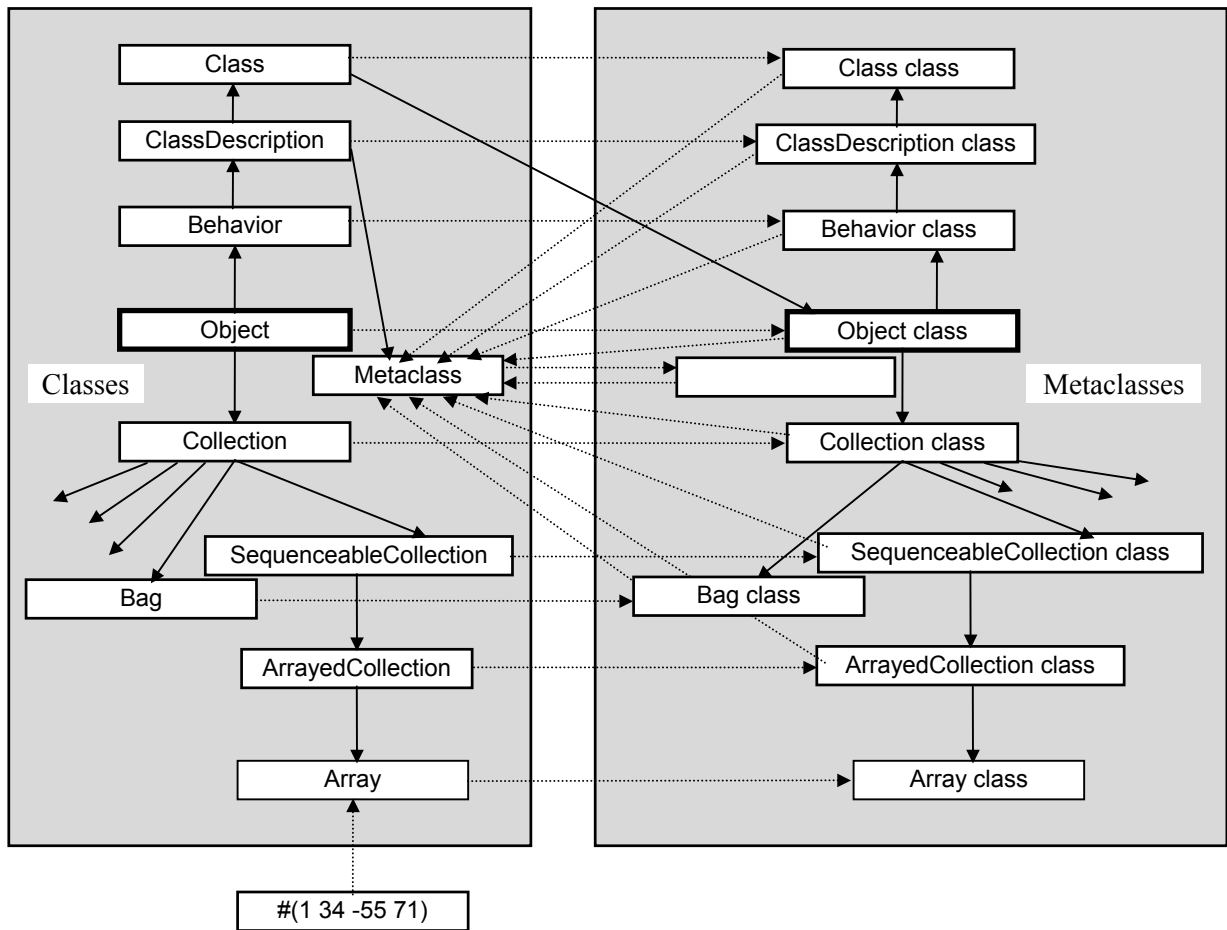 Class
Class class
ClassDescription
ClassDescription class
Behavior
Behavior class
Object
Object class
Metaclass
Classes
Metaclasses
Collection
Collection class
SequenceableCollection
SequenceableCollection class
Bag
Bag class
ArrayedCollection
ArrayedCollection class
Array
Array class
#(1 34 -55 71)